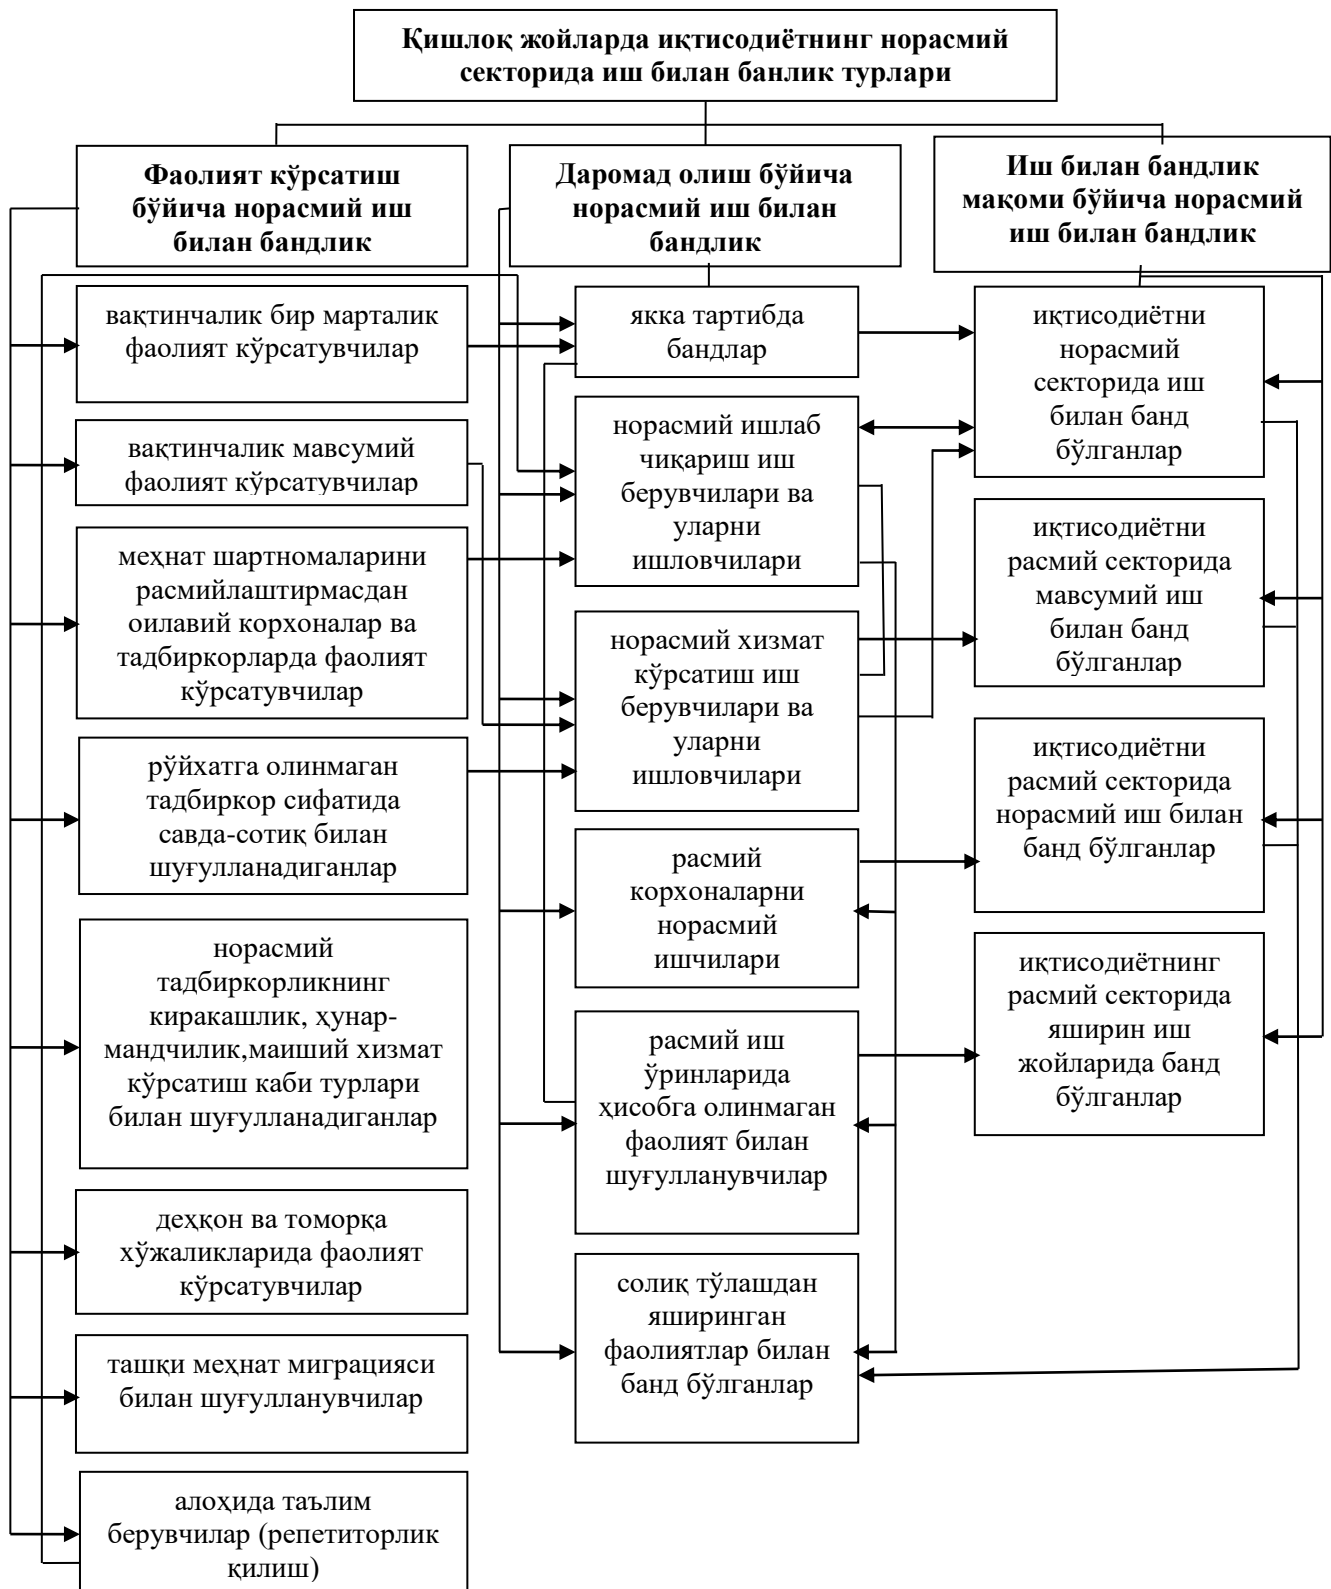 Қишлоқ жойларда иқтисодиётнинг норасмий
секторида иш билан банлик турлари
Фаолият кўрсатиш
бўйича норасмий иш
билан бандлик
вақтинчалик бир марталик
фаолият кўрсатувчилар
вақтинчалик мавсумий
фаолият кўрсатувчилар
меҳнат шартномаларини
расмийлаштирмасдан
оилавий корхоналар ва
тадбиркорларда фаолият
кўрсатувчилар
рўйхатга олинмаган
тадбиркор сифатида
савда-сотиқ билан
шуғулланадиганлар
норасмий
тадбиркорликнинг
киракашлик, ҳунар-
мандчилик,маиший хизмат
кўрсатиш каби турлари
билан шуғулланадиганлар
деҳқон ва томорқа
хўжаликларида фаолият
кўрсатувчилар
ташқи меҳнат миграцияси
билан шуғулланувчилар
алоҳида таълим
берувчилар (репетиторлик
қилиш)
Даромад олиш бўйича
норасмий иш билан
бандлик
якка тартибда
бандлар
норасмий ишлаб
чиқариш иш
берувчилари ва
уларни
ишловчилари
норасмий хизмат
кўрсатиш иш
берувчилари ва
уларни
ишловчилари
расмий
корхоналарни
норасмий
ишчилари
расмий иш
ўринларида
ҳисобга олинмаган
фаолият билан
шуғулланувчилар
солиқ тўлашдан
яширинган
фаолиятлар билан
банд бўлганлар
Иш билан бандлик
мақоми бўйича норасмий
иш билан бандлик
иқтисодиётни
норасмий
секторида иш
билан банд
бўлганлар
иқтисодиётни
расмий секторида
мавсумий иш
билан банд
бўлганлар
иқтисодиётни
расмий секторида
норасмий иш билан
банд бўлганлар
иқтисодиётнинг
расмий секторида
яширин иш
жойларида банд
бўлганлар